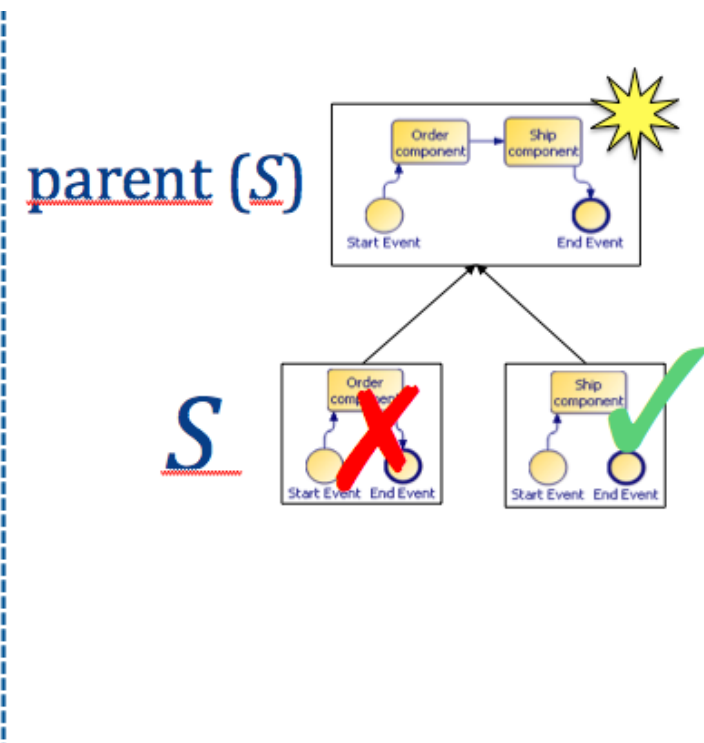 Order
component
Ship
component
parent (S)
Start Event
End Event
Order
Ship
component
S
Start Event End Event
Start Event End Event